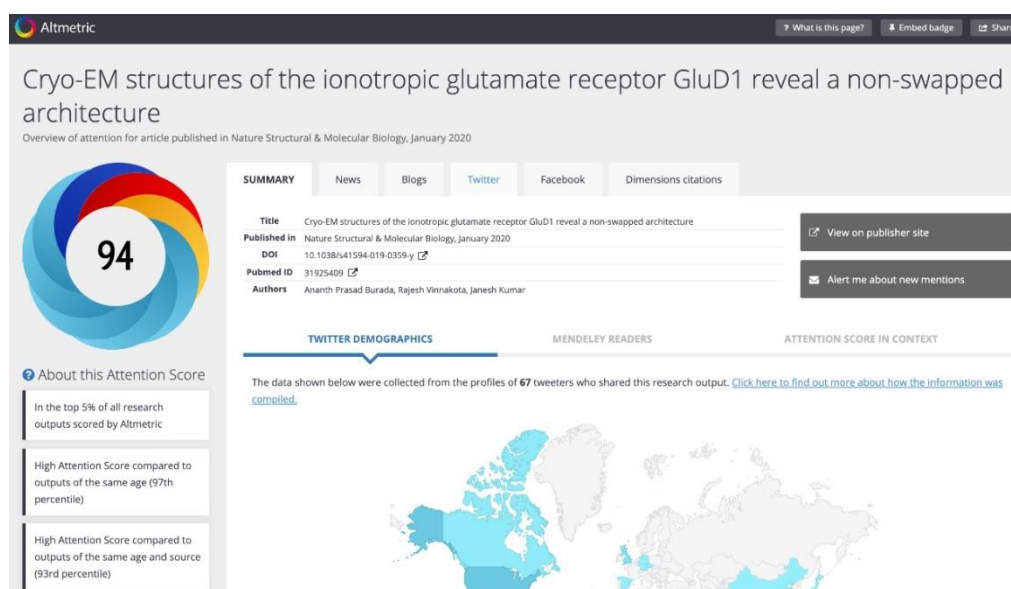 Altmetric
? What is this page?
Embed badge
Share
Cryo-EM structures of the ionotropic glutamate receptor GluD1 reveal a non-swapped
architecture
Overview of attention for article published in Nature Structural & Molecular Biology, January 2020
94
SUMMARY
News
Blogs
Twitter
Facebook
Dimensions citations
Title Cryo-EM structures of the ionotropic glutamate receptor GluD1 reveal a non-swapped architecture
Published in Nature Structural & Molecular Biology, January 2020
DOI 10.1038/s41594-019-0359-y
Pubmed ID 31925409
Authors Ananth Prasad Burada, Rajesh Vinnakota, Janesh Kumar
View on publisher site
Alert me about new mentions
TWITTER DEMOGRAPHICS
MENDELEY READERS
ATTENTION SCORE IN CONTEXT
The data shown below were collected from the profiles of 67 tweeters who shared this research output. Click here to find out more about how the information was
compiled.
? About this Attention Score
In the top 5% of all research
outputs scored by Altmetric
High Attention Score compared to
outputs of the same age (97th
percentile)
High Attention Score compared to
outputs of the same age and source
(93rd percentile)